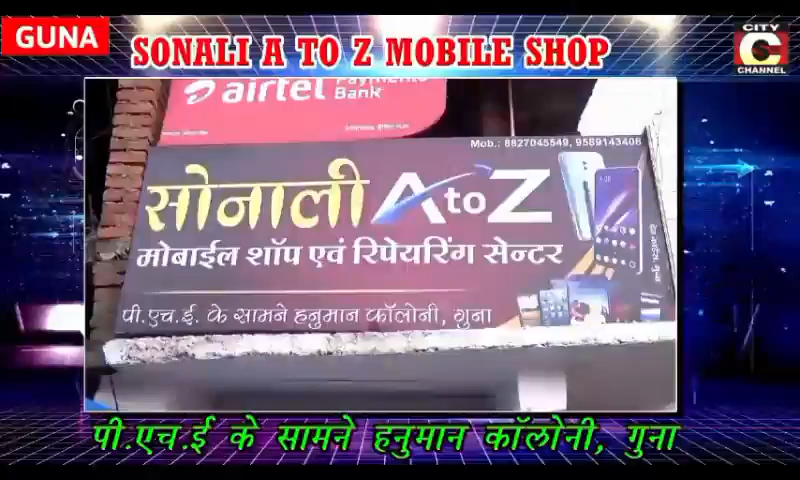 GUNA
SONALI A TO Z MOBILE SHOP
CITY
C
CHANNEL
airtel Payments
Bank
Mob.: 8827045549, 9589143408
सोनाली A to Z
मोबाईल शॉप एवं रिपेयरिंग सेन्टर
पी.एच.ई. के सामने हनुमान कॉलोनी, गुना
पी.एच.ई के सामने हनुमान कॉलोनी, गुना